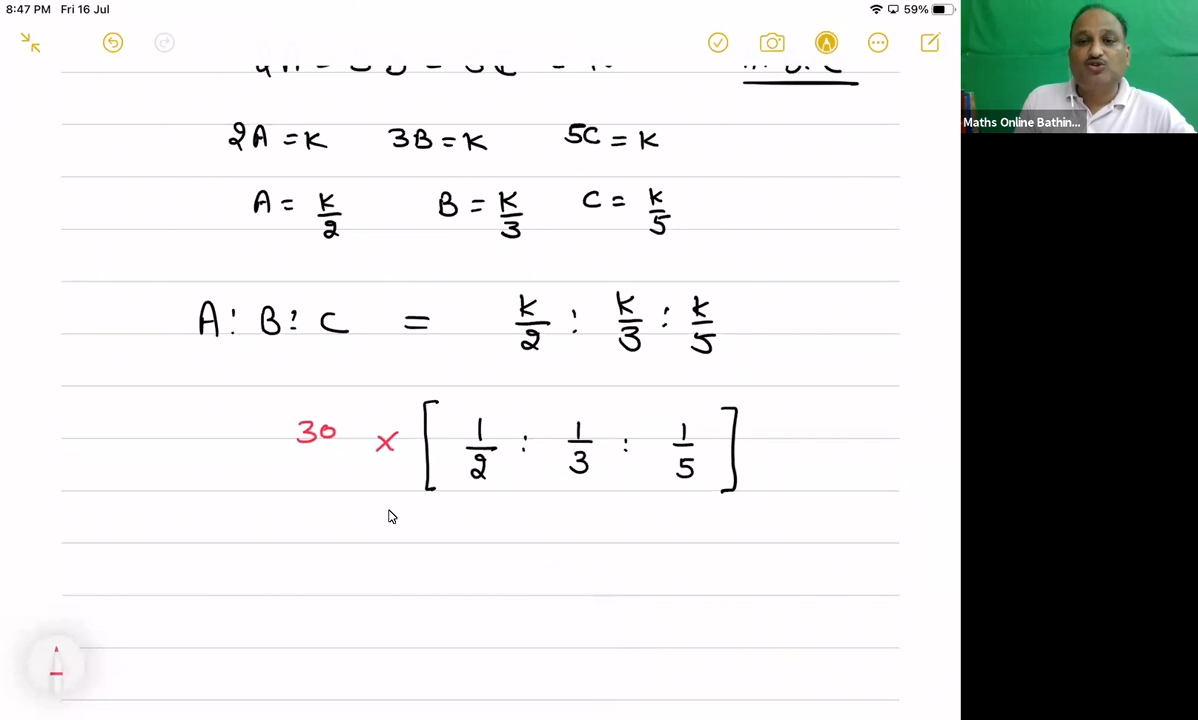 8:47 PM Fri 16 Jul 59%
2A = K 3B = K 5C = K
A = K/2 B = K/3 C = K/5
A : B : C = K/2 : K/3 : K/5
30 × [ 1/2 : 1/3 : 1/5 ]
Maths Online Bathin...